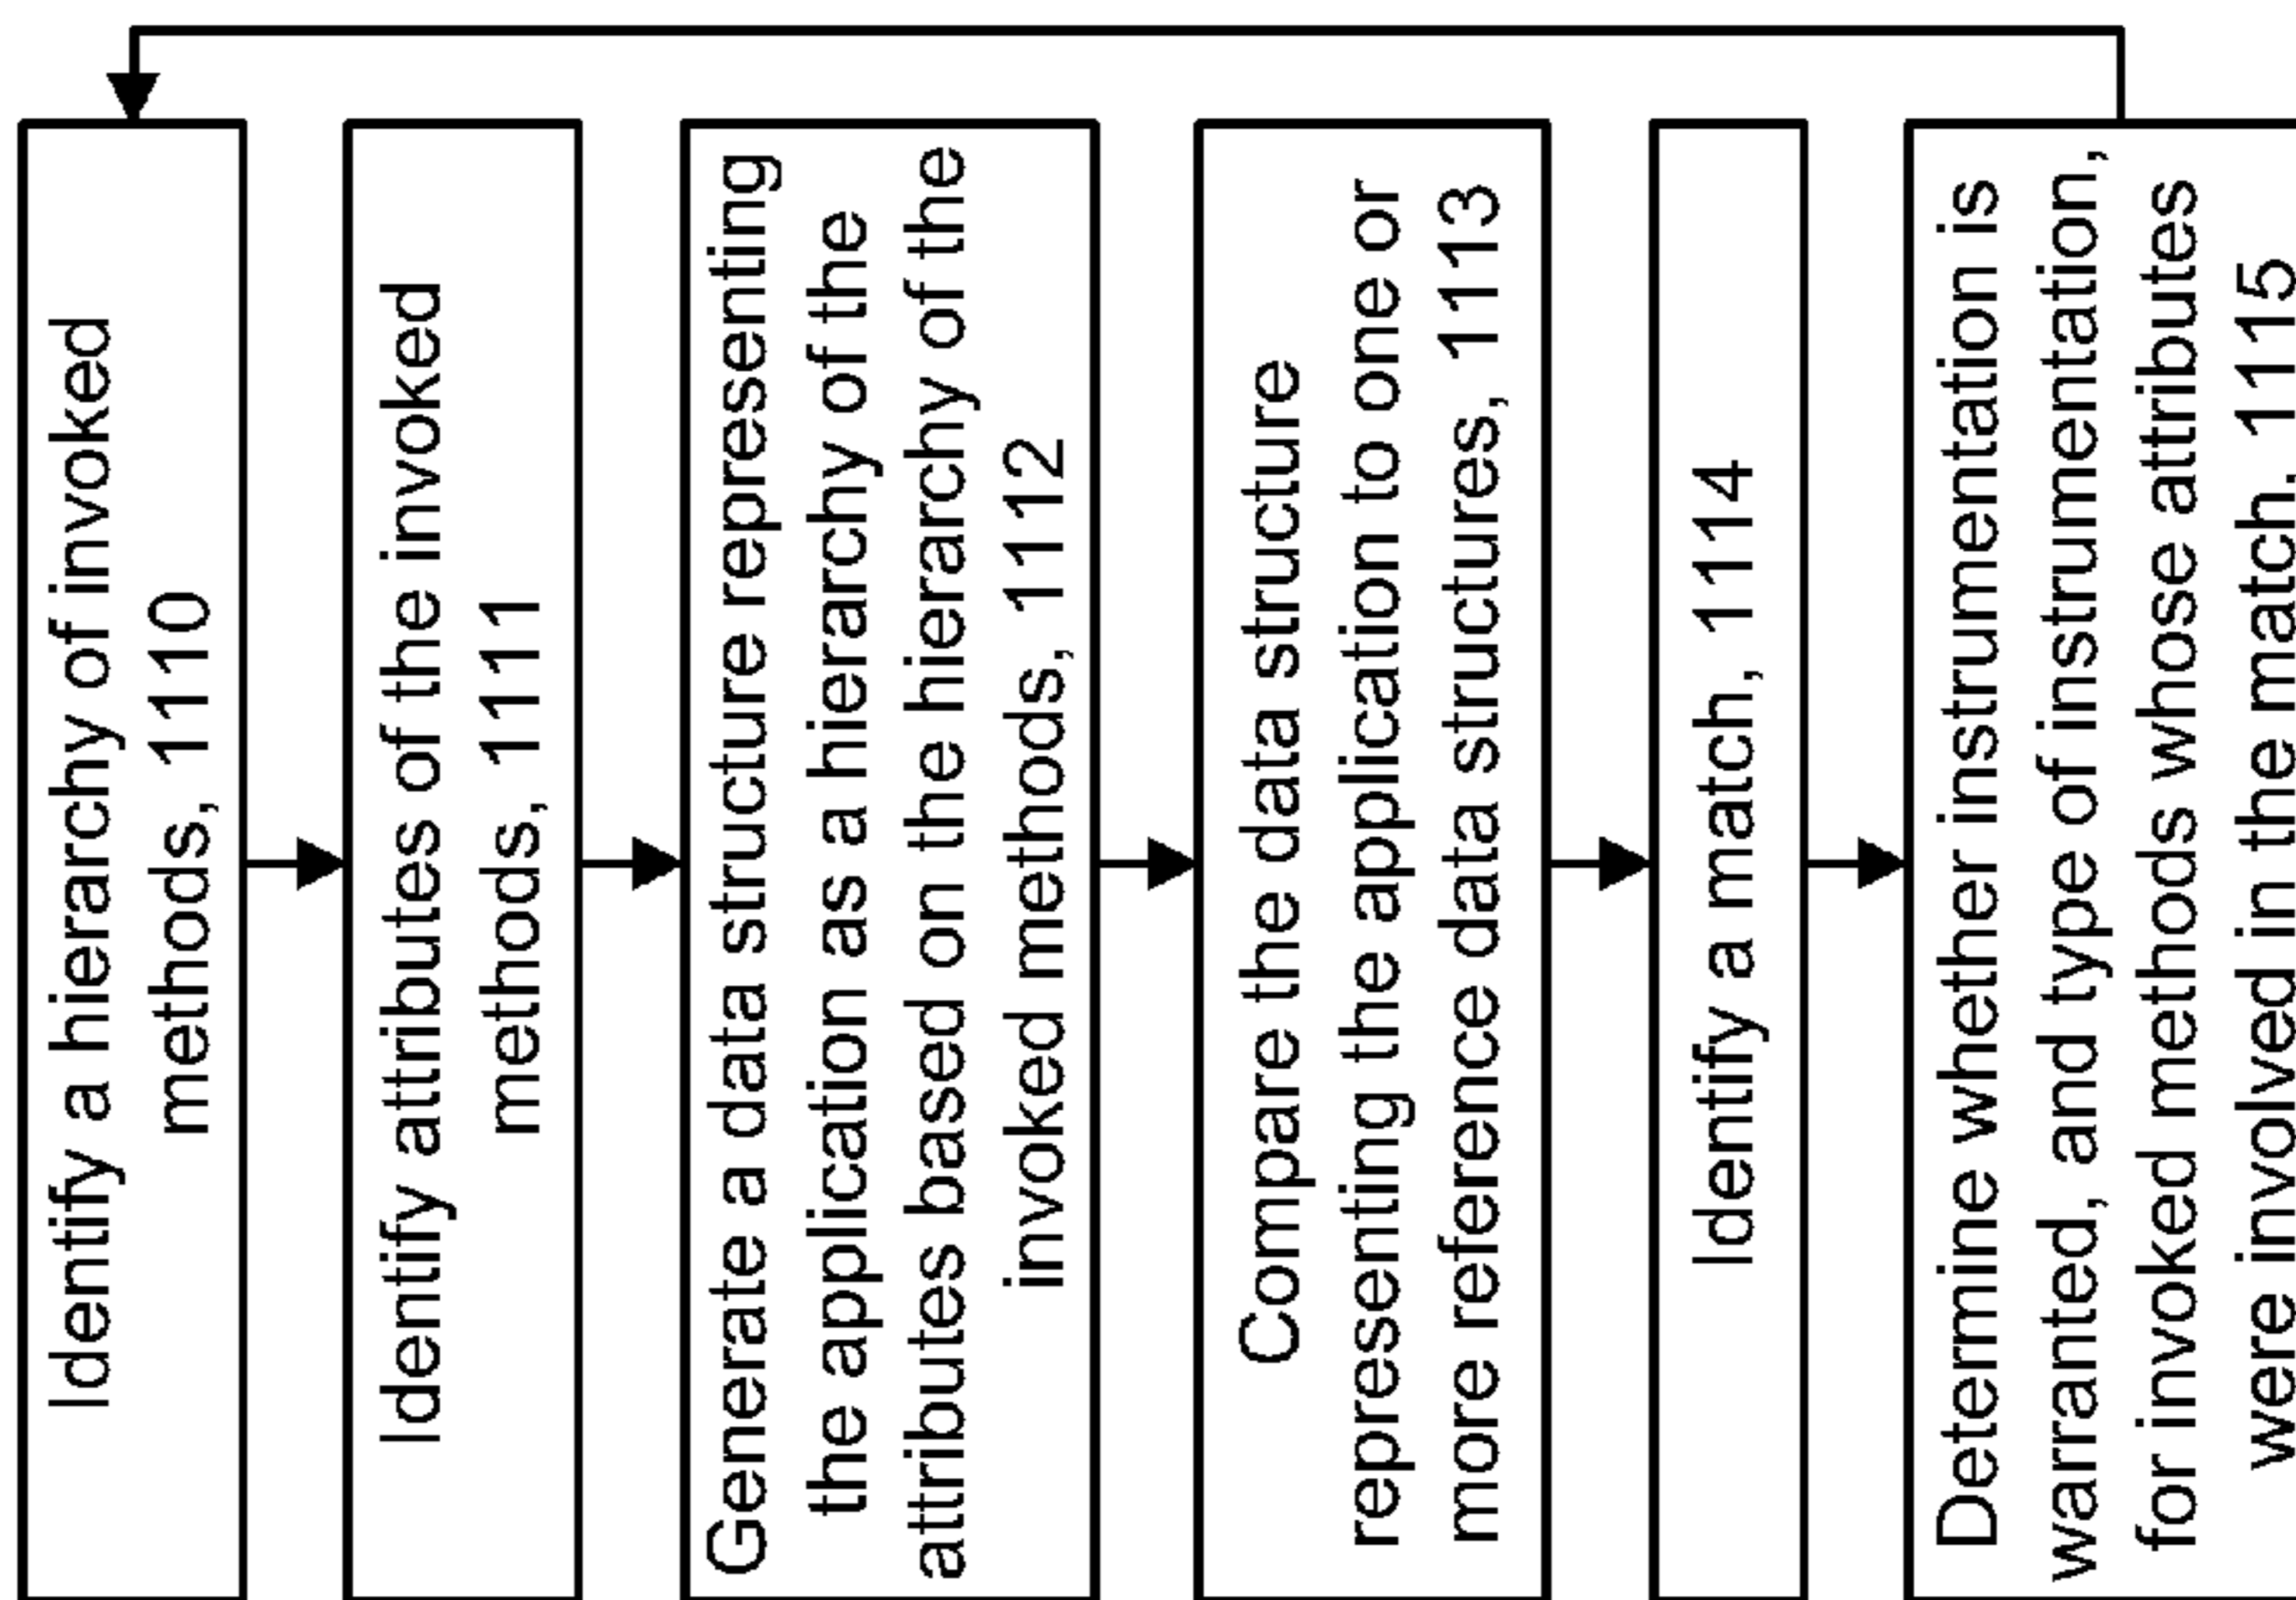 Identify a hierarchy of invoked
methods, 1110
Identify attributes of the invoked
methods, 1111
Generate a data structure representing
the application as a hierarchy of the
attributes based on the hierarchy of the
invoked methods, 1112
Compare the data structure
representing the application to one or
more reference data structures, 1113
Identify a match, 1114
Determine whether instrumentation is
warranted, and type of instrumentation,
for invoked methods whose attributes
were involved in the match, 1115